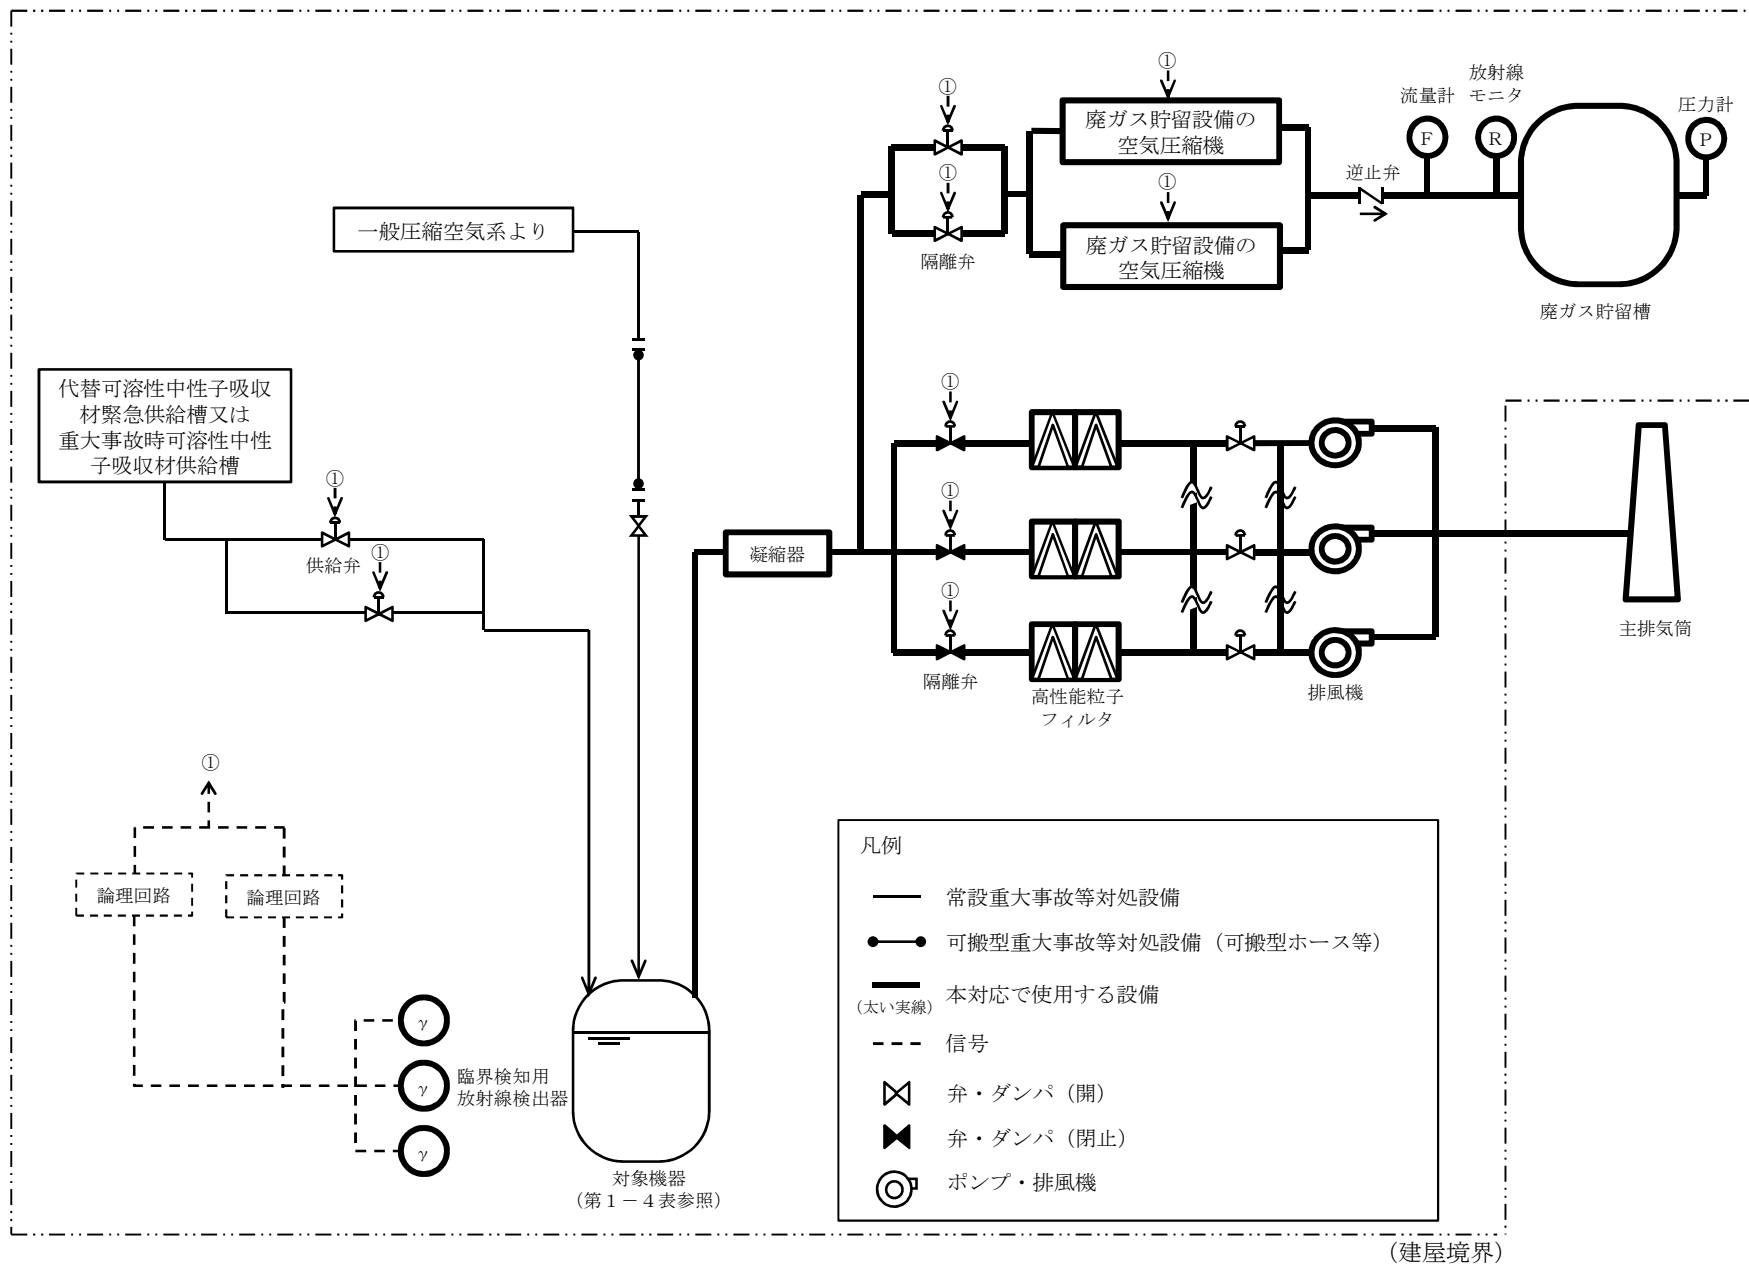 ①
①
廃ガス貯留設備の
空気圧縮機
①
①
廃ガス貯留設備の
空気圧縮機
隔離弁
逆止弁
流量計
F
放射線
モニタ
R
圧力計
P
廃ガス貯留槽
一般圧縮空気系より
代替可溶性中性子吸収
材緊急供給槽又は
重大事故時可溶性中性
子吸収材供給槽
①
供給弁
①
凝縮器
①
①
①
隔離弁
高性能粒子
フィルタ
排風機
主排気筒
①
論理回路
論理回路
γ
γ
γ
臨界検知用
放射線検出器
対象機器
（第１－４表参照）
凡例
常設重大事故等対処設備
可搬型重大事故等対処設備（可搬型ホース等）
本対応で使用する設備
（太い実線）
信号
弁・ダンパ（開）
弁・ダンパ（閉止）
ポンプ・排風機
（建屋境界）